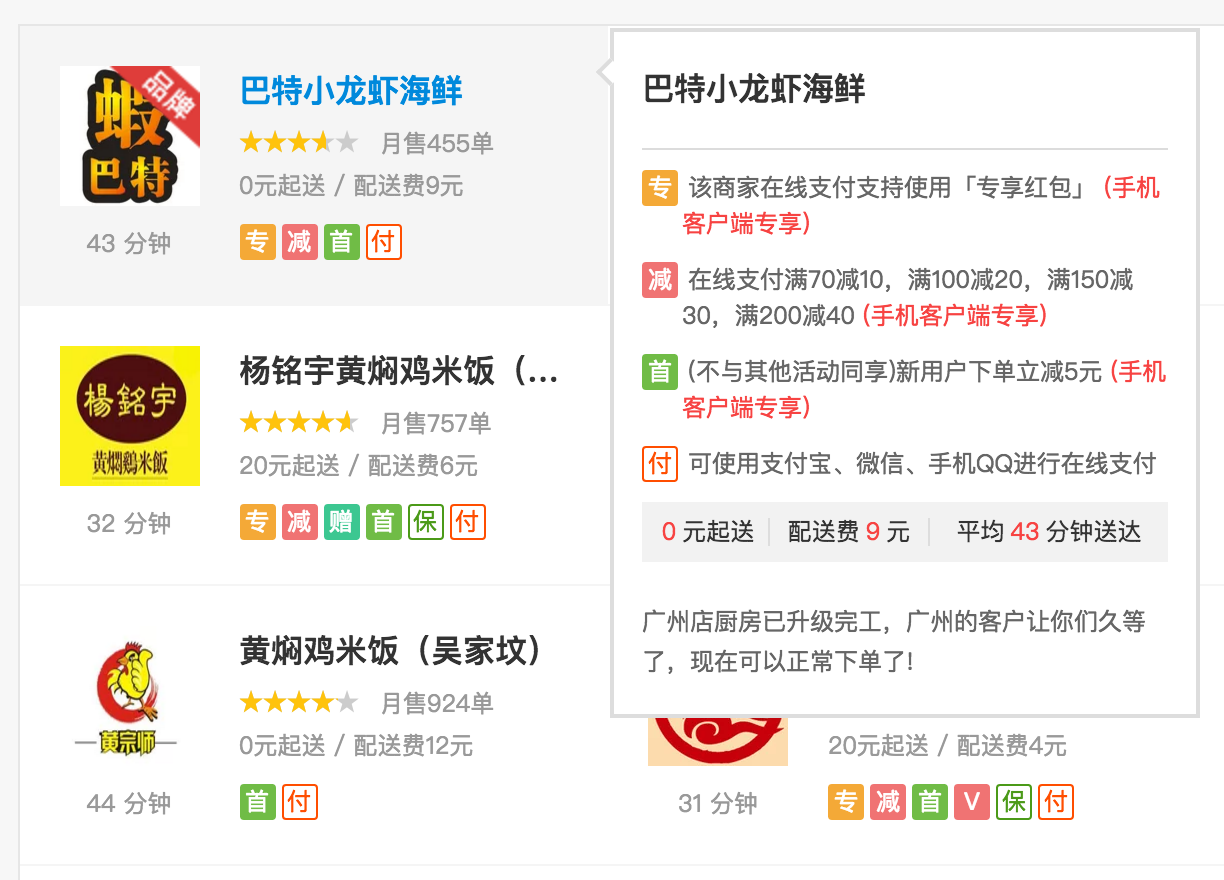 蝦
巴特
品牌
43 分钟
巴特小龙虾海鲜
月售455单
0元起送 / 配送费9元
专 减 首 付
楊銘宇
黄燜鷄米飯
32 分钟
杨铭宇黄焖鸡米饭（...
月售757单
20元起送 / 配送费6元
专 减 赠 首 保 付
黄宗师
44 分钟
黄焖鸡米饭（吴家坟）
月售924单
0元起送 / 配送费12元
首 付
巴特小龙虾海鲜
专 该商家在线支付支持使用「专享红包」 (手机
客户端专享)
减 在线支付满70减10，满100减20，满150减
30，满200减40 (手机客户端专享)
首 (不与其他活动同享)新用户下单立减5元 (手机
客户端专享)
付 可使用支付宝、微信、手机QQ进行在线支付
0 元起送 配送费 9 元 平均 43 分钟送达
广州店厨房已升级完工，广州的客户让你们久等
了，现在可以正常下单了!
31 分钟
20元起送 / 配送费4元
专 减 首 V 保 付